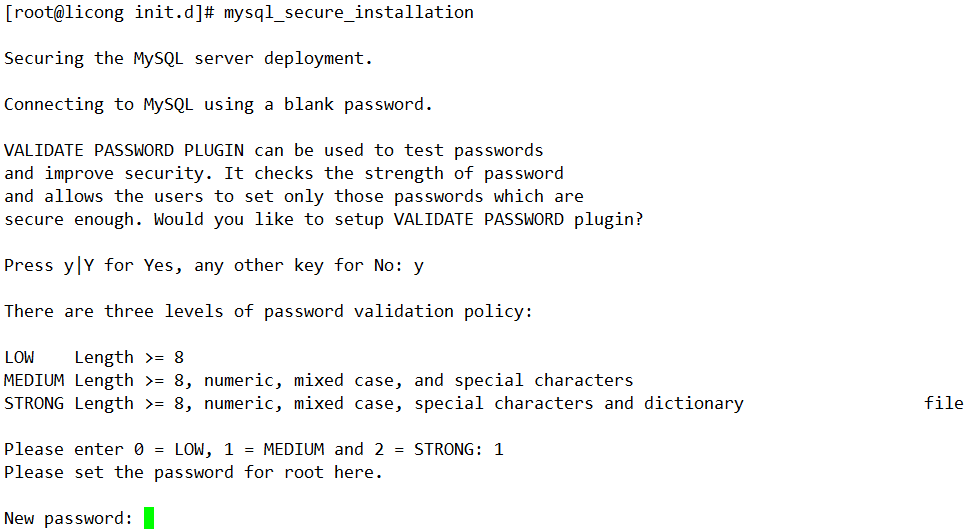 [root@licong init.d]# mysql_secure_installation
Securing the MySQL server deployment.
Connecting to MySQL using a blank password.
VALIDATE PASSWORD PLUGIN can be used to test passwords
and improve security. It checks the strength of password
and allows the users to set only those passwords which are
secure enough. Would you like to setup VALIDATE PASSWORD plugin?
Press y|Y for Yes, any other key for No: y
There are three levels of password validation policy:
LOW    Length >= 8
MEDIUM Length >= 8, numeric, mixed case, and special characters
STRONG Length >= 8, numeric, mixed case, special characters and dictionary                  file
Please enter 0 = LOW, 1 = MEDIUM and 2 = STRONG: 1
Please set the password for root here.
New password: